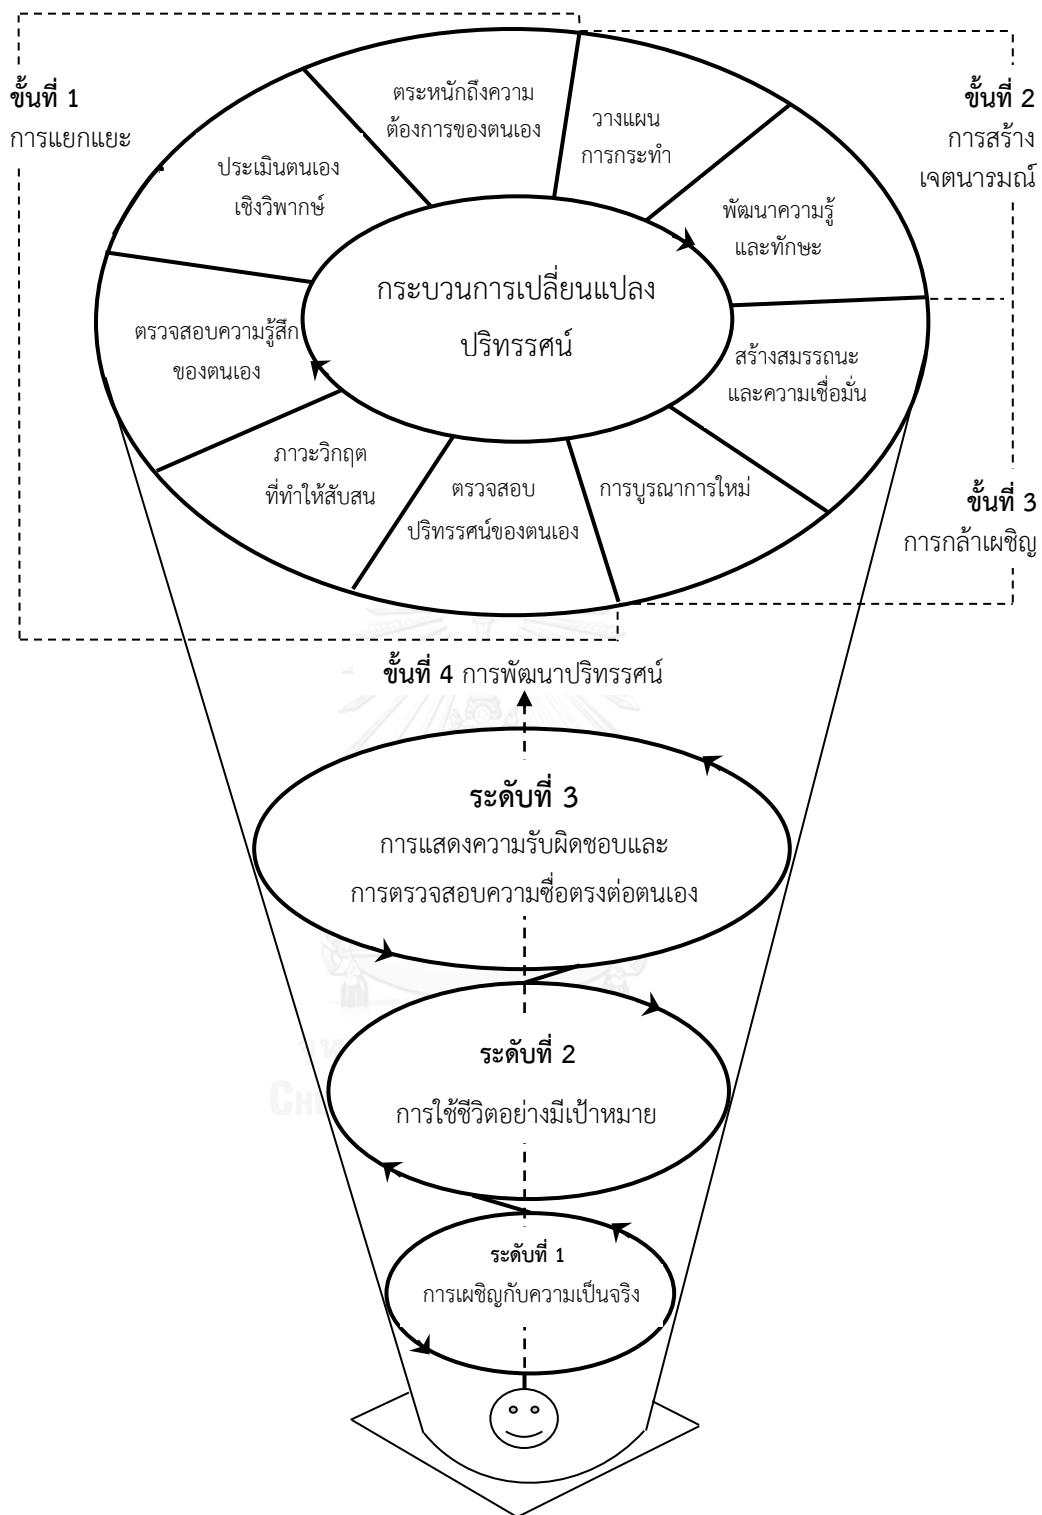 ขั้นที่ 1
การแยกแยะ
ขั้นที่ 2
การสร้าง
เจตนารมณ์
ตระหนักถึงความ
ต้องการของตนเอง
วางแผน
การกระทำ
ประเมินตนเอง
เชิงวิพากษ์
พัฒนาความรู้
และทักษะ
กระบวนการเปลี่ยนแปลง
ปริทรรศน์
ตรวจสอบความรู้สึก
ของตนเอง
สร้างสมรรถนะ
และความเชื่อมั่น
ภาวะวิกฤต
ที่ทำให้สับสน
ตรวจสอบ
ปริทรรศน์ของตนเอง
การบูรณาการใหม่
ขั้นที่ 3
การกล้าเผชิญ
ขั้นที่ 4 การพัฒนาปริทรรศน์
ระดับที่ 3
การแสดงความรับผิดชอบและ
การตรวจสอบความซื่อตรงต่อตนเอง
ระดับที่ 2
การใช้ชีวิตอย่างมีเป้าหมาย
ระดับที่ 1
การเผชิญกับความเป็นจริง